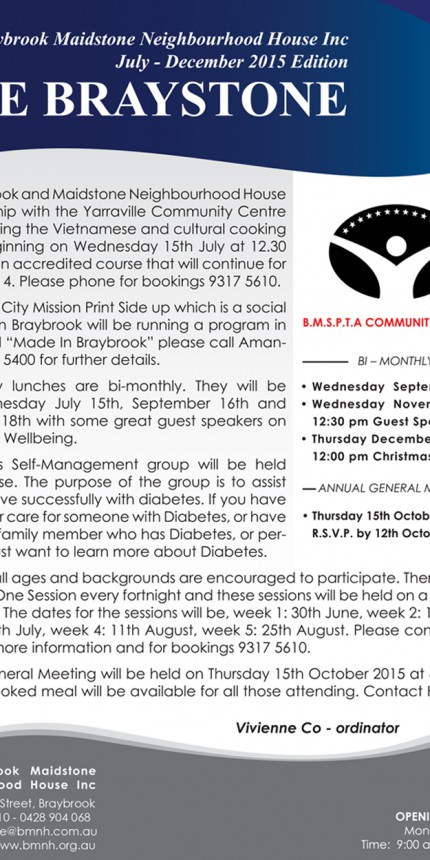 ybrook Maidstone Neighbourhood House Inc
July - December 2015 Edition
E BRAYSTONE
ook and Maidstone Neighbourhood House
hip with the Yarraville Community Centre
ing the Vietnamese and cultural cooking
ginning on Wednesday 15th July at 12.30
n accredited course that will continue for
4. Please phone for bookings 9317 5610.
City Mission Print Side up which is a social
n Braybrook will be running a program in
d “Made In Braybrook” please call Aman-
5400 for further details.
y lunches are bi-monthly. They will be
nesday July 15th, September 16th and
18th with some great guest speakers on
Wellbeing.
s Self-Management group will be held
se. The purpose of the group is to assist
ve successfully with diabetes. If you have
r care for someone with Diabetes, or have
family member who has Diabetes, or per-
ust want to learn more about Diabetes.
B.M.S.P.T.A COMMUNIT
BI – MONTHLY
• Wednesday Septe
• Wednesday Novem
12:30 pm Guest Spe
• Thursday Decembe
12:00 pm Christmas
ANNUAL GENERAL M
• Thursday 15th Octob
R.S.V.P. by 12th Octo
all ages and backgrounds are encouraged to participate. Ther
One Session every fortnight and these sessions will be held on a
The dates for the sessions will be, week 1: 30th June, week 2: 1
th July, week 4: 11th August, week 5: 25th August. Please con
more information and for bookings 9317 5610.
neral Meeting will be held on Thursday 15th October 2015 at
ooked meal will be available for all those attending. Contact H
Vivienne Co - ordinator
ook Maidstone
ood House Inc
Street, Braybrook
10 - 0428 904 068
e@bmnh.com.au
ww.bmnh.org.au
OPENI
Mon
Time: 9:00 a